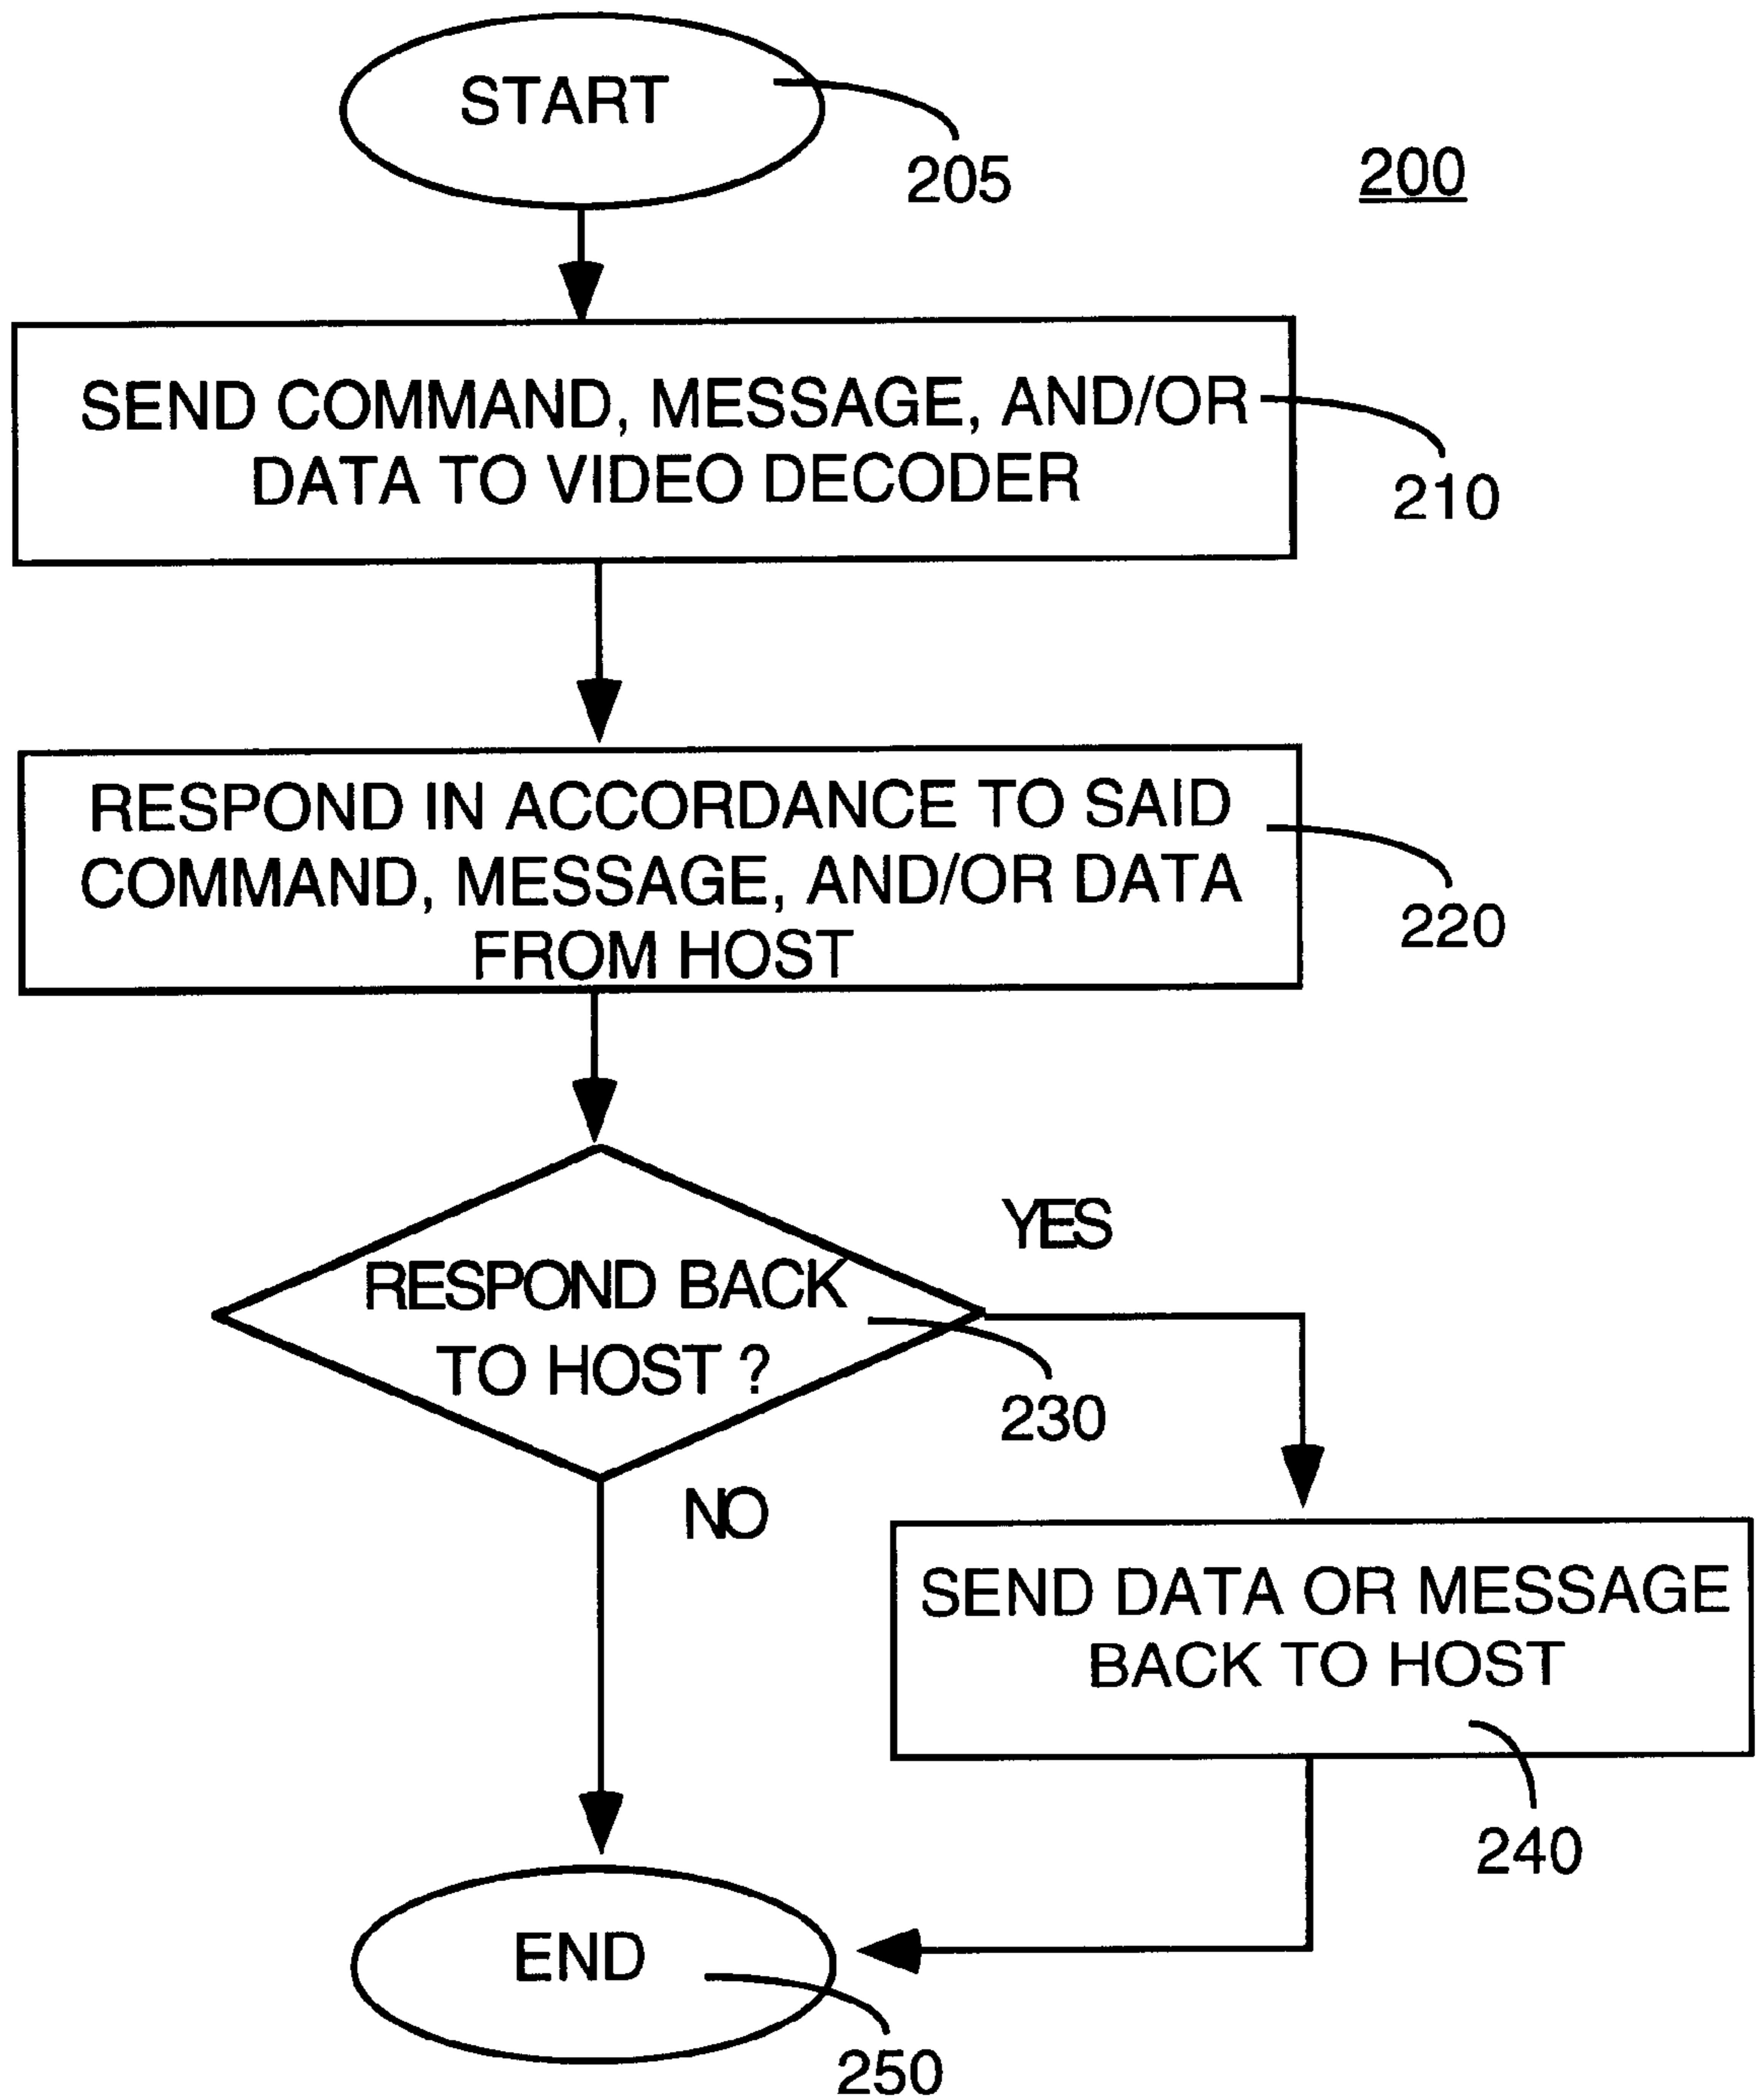 START
205
200
SEND COMMAND, MESSAGE, AND/OR
DATA TO VIDEO DECODER
210
RESPOND IN ACCORDANCE TO SAID
COMMAND, MESSAGE, AND/OR DATA
FROM HOST
220
YES
RESPOND BACK
TO HOST ?
230
NO
SEND DATA OR MESSAGE
BACK TO HOST
240
END
250